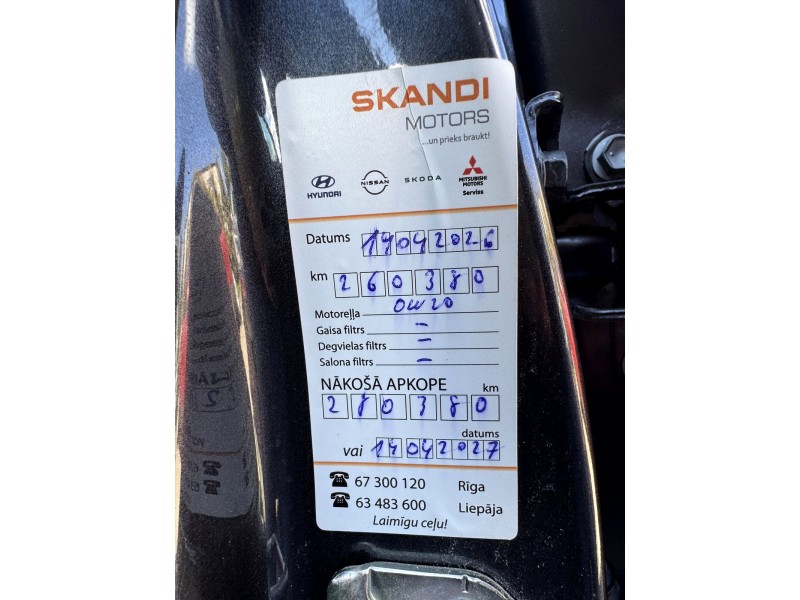 SKANDI
MOTORS
...un prieks braukt!
HYUNDAI NISSAN SKODA MITSUBISHI MOTORS
Serviss
Datums 14042026
km 260380
Motoreļļa 0W20
Gaisa filtrs –
Degvielas filtrs –
Salona filtrs –
NĀKOŠĀ APKOPE km
280380
datums
vai 14042027
67 300 120 Rīga
63 483 600 Liepāja
Laimīgu ceļu!